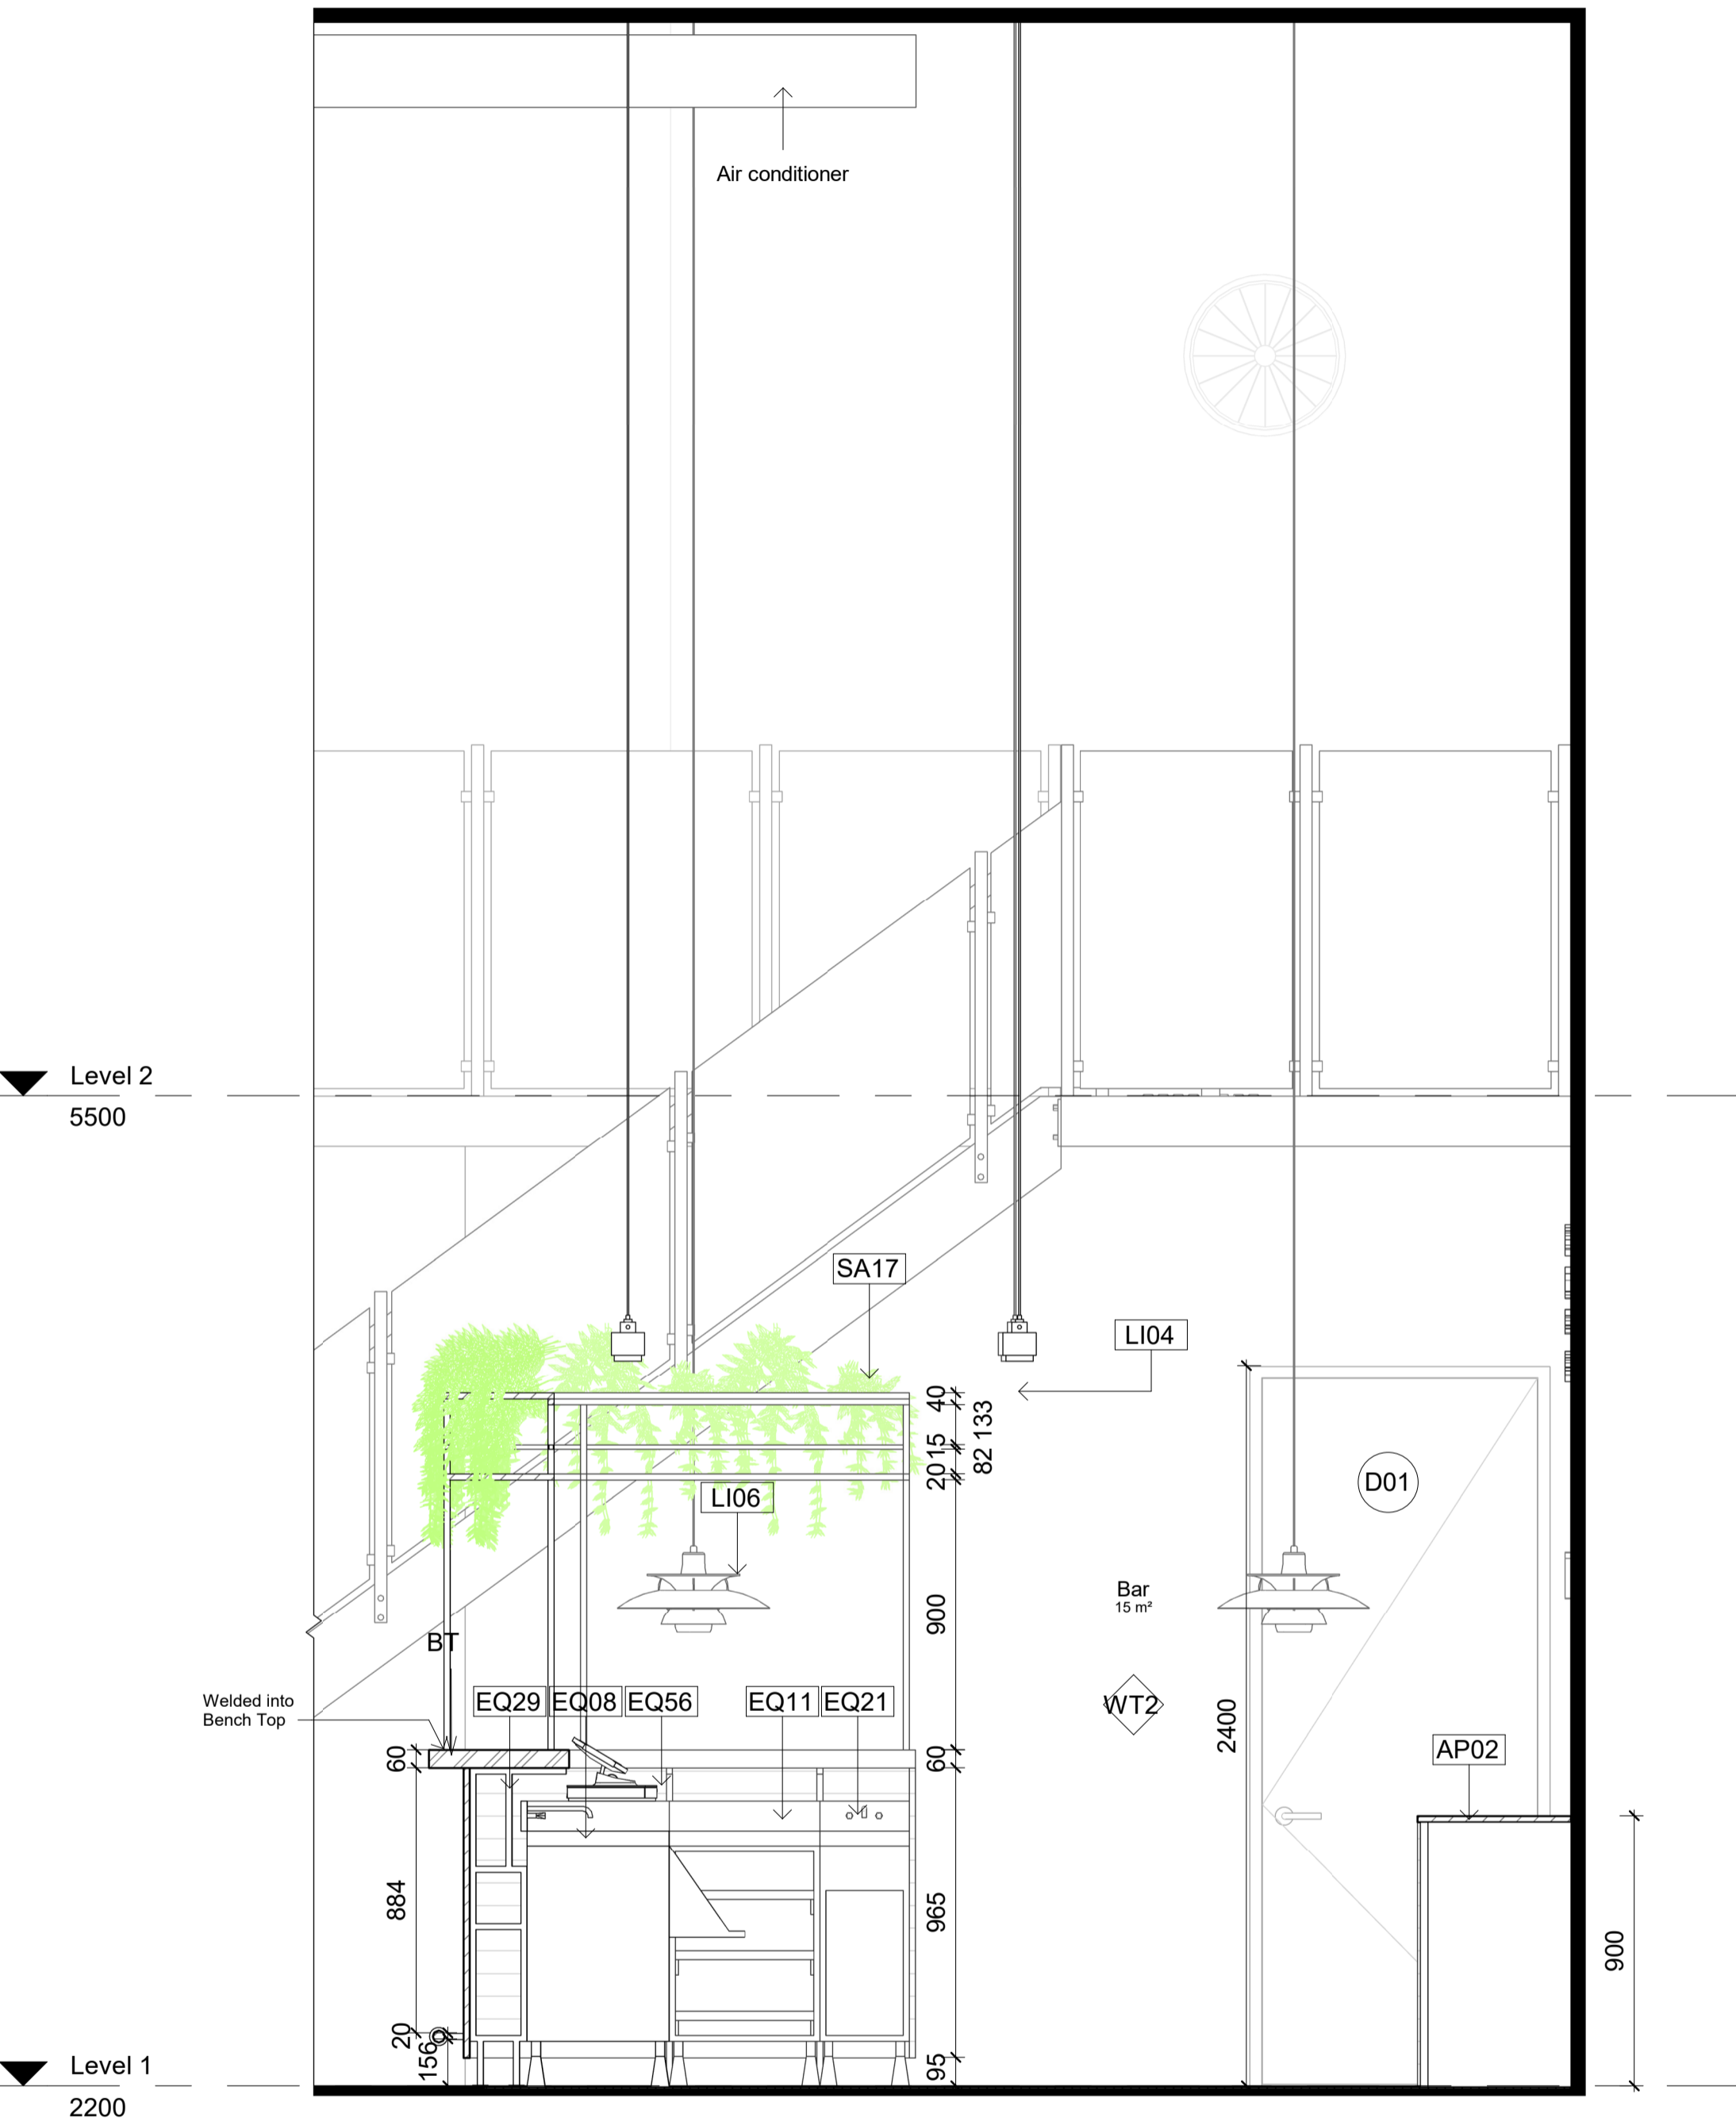 Air conditioner
Level 2
5500
SA17
LI04
40
133
15
82
20
D01
LI06
Bar
15 m²
900
BT
Welded into
Bench Top
EQ29
EQ08
EQ56
EQ11
EQ21
WT2
2400
AP02
60
60
884
965
900
20
156
95
Level 1
2200